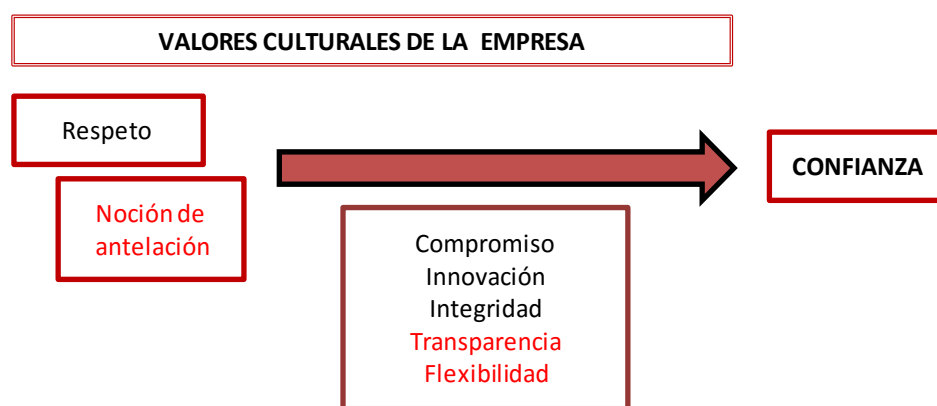 VALORES CULTURALES DE LA EMPRESA
Respeto
CONFIANZA
Noción de
antelación
Compromiso
Innovación
Integridad
Transparencia
Flexibilidad